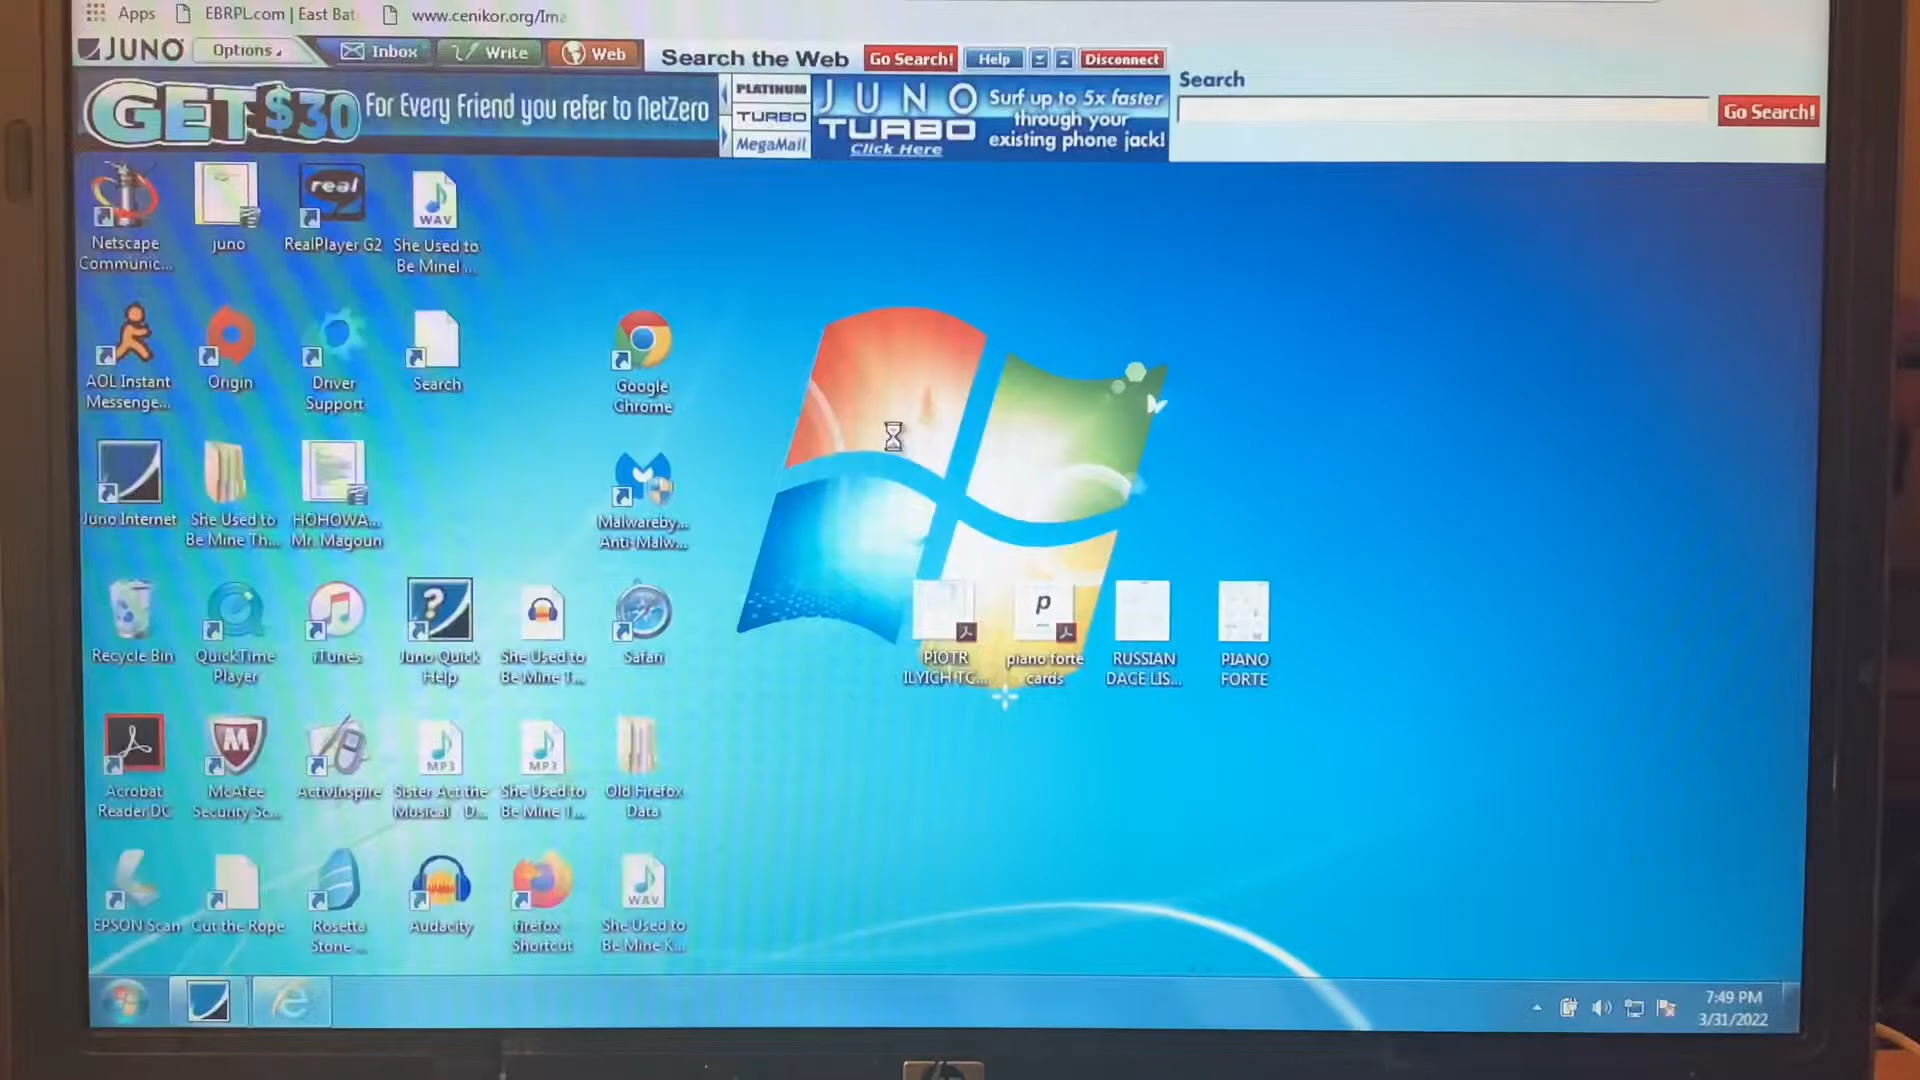 Apps EBRPL.com | East Bat www.cenikor.org/Ima
JUNO Options Inbox Write Web Search the Web Go Search! Help Disconnect
Search
Go Search!
GET $30 For Every Friend you refer to NetZero
PLATINUM
TURBO
MegaMail
JUNO
TURBO
Click Here
Surf up to 5x faster
through your
existing phone jack!
Netscape
Communic...
juno
real
RealPlayer G2
WAV
She Used to
Be Mine! ...
AOL Instant
Messenge...
Origin
Driver
Support
Search
Google
Chrome
Juno Internet
She Used to
Be Mine Th...
HOHOWA...
Mr. Magoun
Malwareby...
Anti-Malw...
Recycle Bin
QuickTime
Player
iTunes
?
Juno Quick
Help
She Used to
Be Mine T...
Safari
PIOTR
ILYICH TC...
p
piano forte
cards
RUSSIAN
DACE LIS...
PIANO
FORTE
Acrobat
Reader DC
M
McAfee
Security Sc...
ActivInspire
MP3
Sister Act the
Musical D...
MP3
She Used to
Be Mine T...
Old Firefox
Data
EPSON Scan
Cut the Rope
Rosetta
Stone ...
Audacity
firefox
Shortcut
WAV
She Used to
Be Mine K...
7:49 PM
3/31/2022
hp